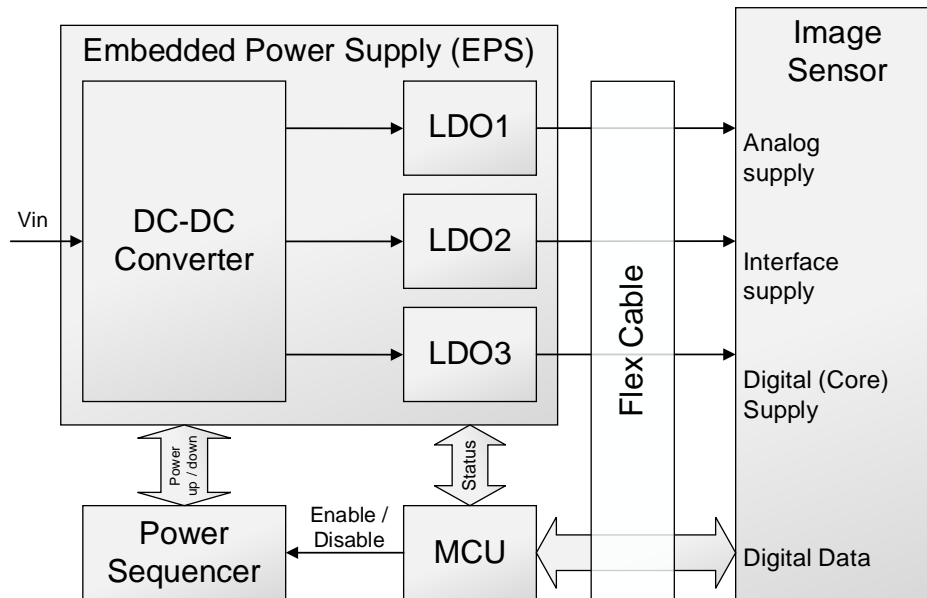 Embedded Power Supply (EPS)
Image
Sensor
Vin
DC-DC
Converter
LDO1
LDO2
LDO3
Flex Cable
Analog
supply
Interface
supply
Digital (Core)
Supply
Power
up / down
Status
Power
Sequencer
Enable /
Disable
MCU
Digital Data